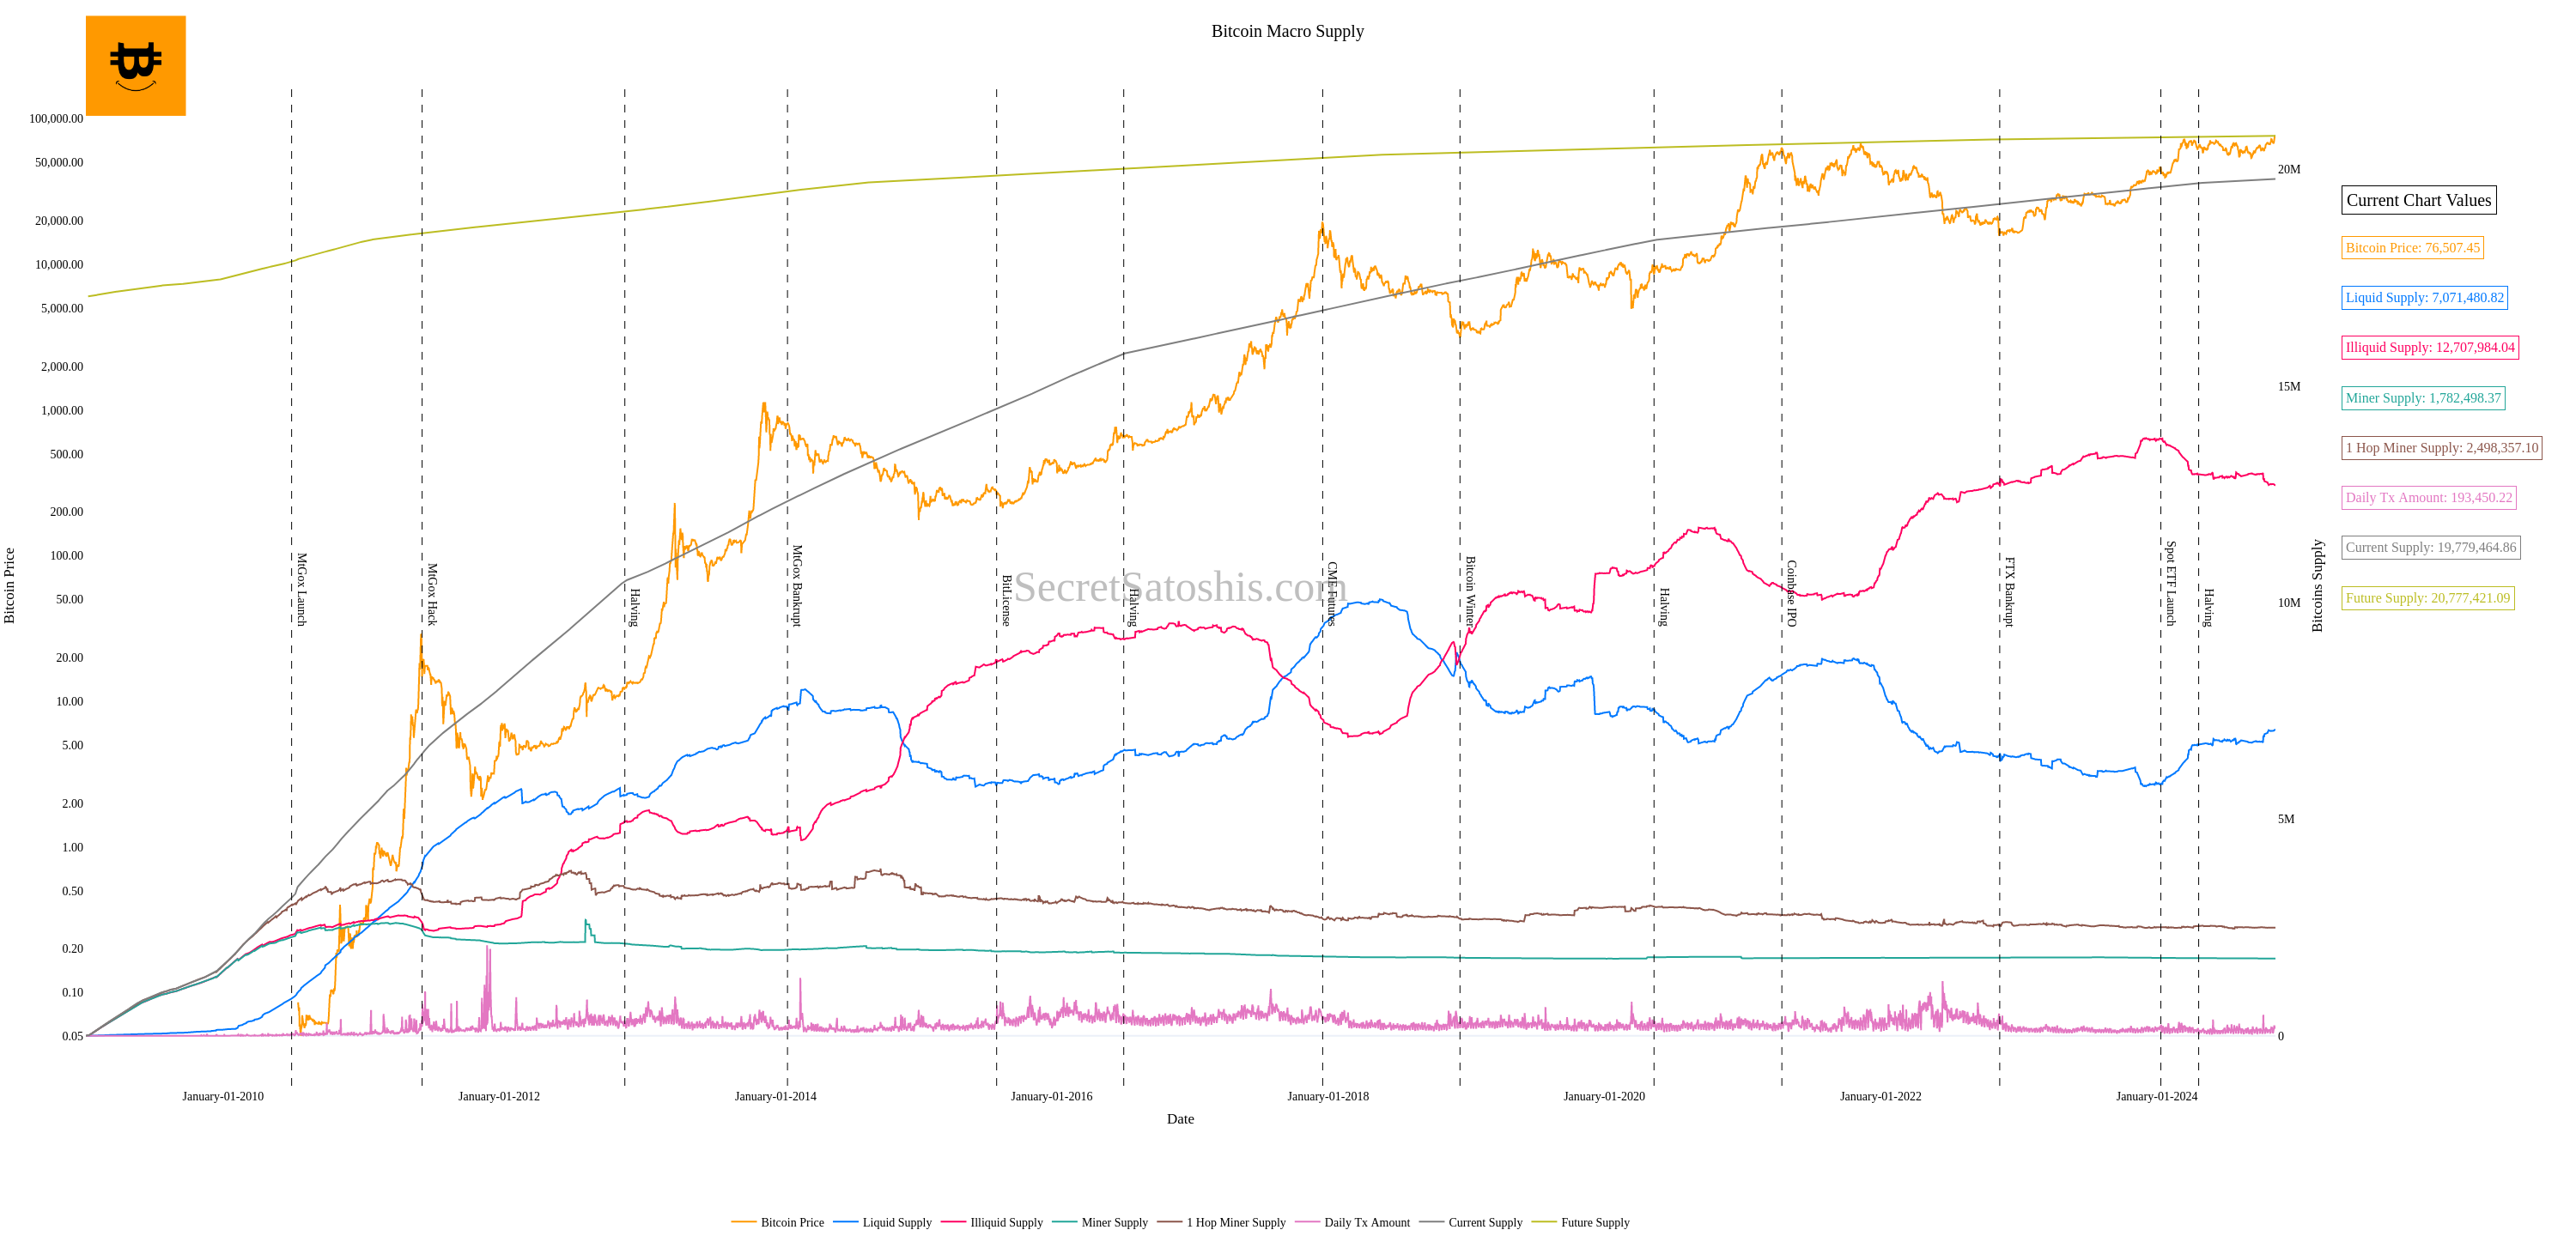 Bitcoin Macro Supply
100,000.00
50,000.00
20,000.00
10,000.00
5,000.00
2,000.00
1,000.00
500.00
200.00
100.00
50.00
20.00
10.00
5.00
2.00
1.00
0.50
0.20
0.10
0.05
Bitcoin Price
MtGox Launch
MtGox Hack
Halving
MtGox Bankrupt
BitLicense
Halving
CME Futures
Bitcoin Winter
Halving
Coinbase IPO
FTX Bankrupt
Spot ETF Launch
Halving
SecretSatoshis.com
20M
15M
10M
5M
0
Bitcoins Supply
Current Chart Values
Bitcoin Price: 76,507.45
Liquid Supply: 7,071,480.82
Illiquid Supply: 12,707,984.04
Miner Supply: 1,782,498.37
1 Hop Miner Supply: 2,498,357.10
Daily Tx Amount: 193,450.22
Current Supply: 19,779,464.86
Future Supply: 20,777,421.09
January-01-2010
January-01-2012
January-01-2014
January-01-2016
January-01-2018
January-01-2020
January-01-2022
January-01-2024
Date
Bitcoin Price
Liquid Supply
Illiquid Supply
Miner Supply
1 Hop Miner Supply
Daily Tx Amount
Current Supply
Future Supply